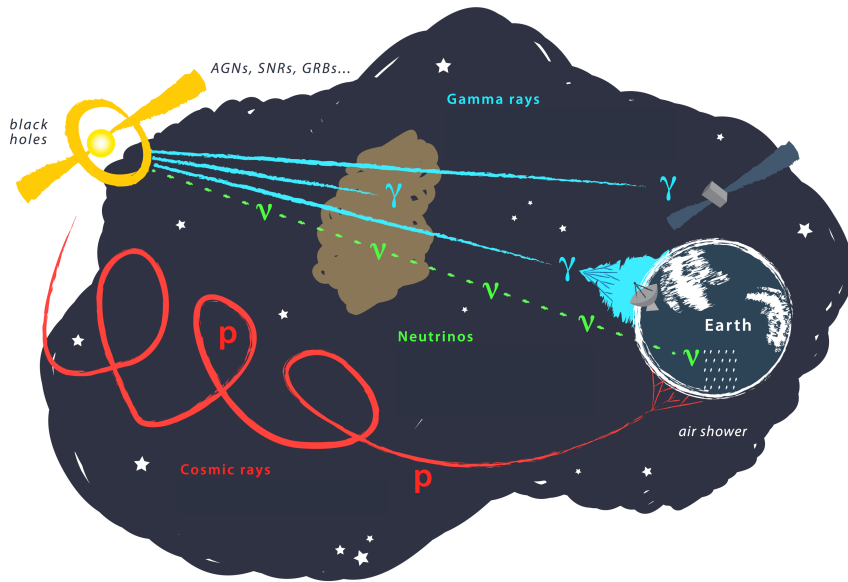 AGNs, SNRs, GRBs...
black
holes
Gamma rays
γ
γ
γ
ν
ν
ν
ν
ν
Neutrinos
Earth
p
p
Cosmic rays
air shower